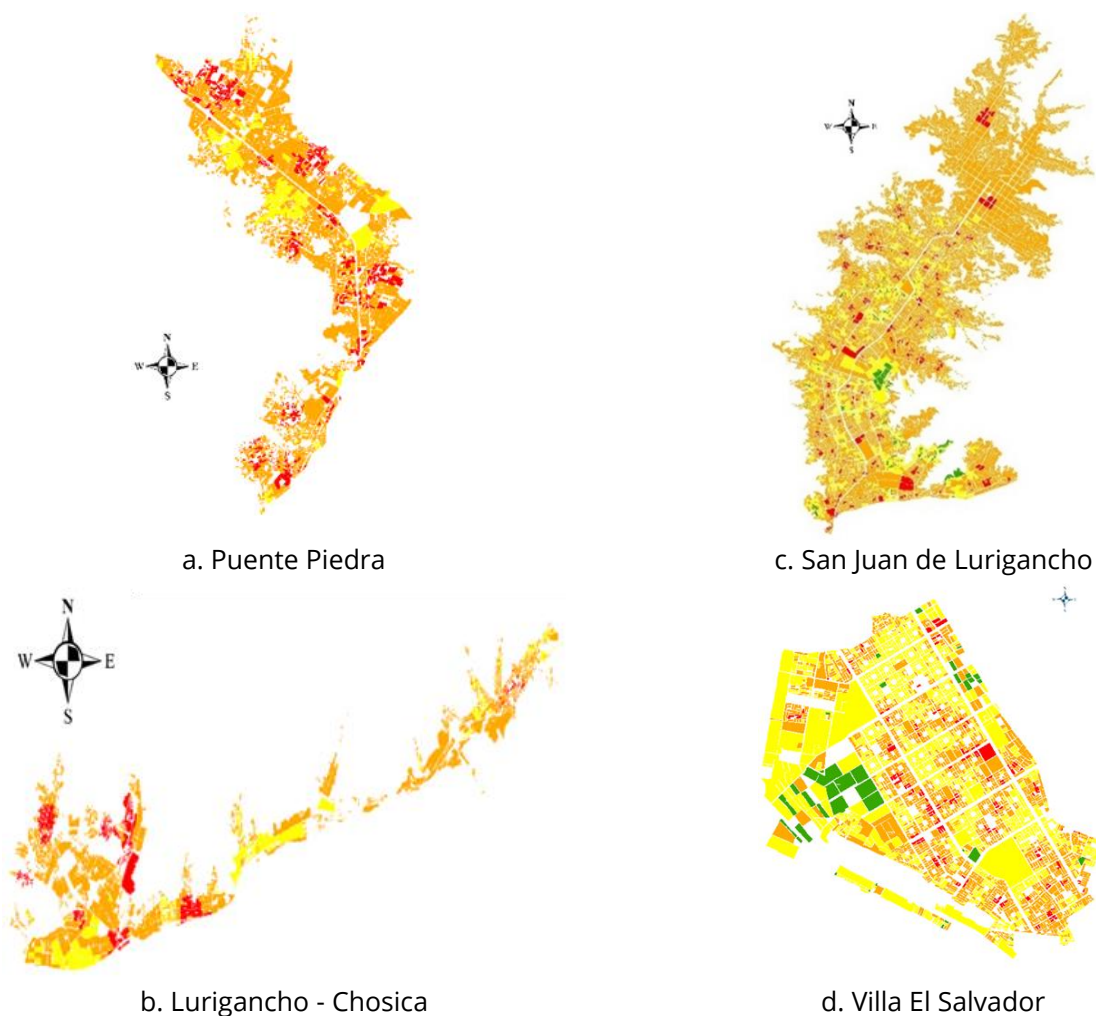 N
W E
S
a. Puente Piedra
N
W E
S
c. San Juan de Lurigancho
N
W E
S
b. Lurigancho - Chosica
d. Villa El Salvador